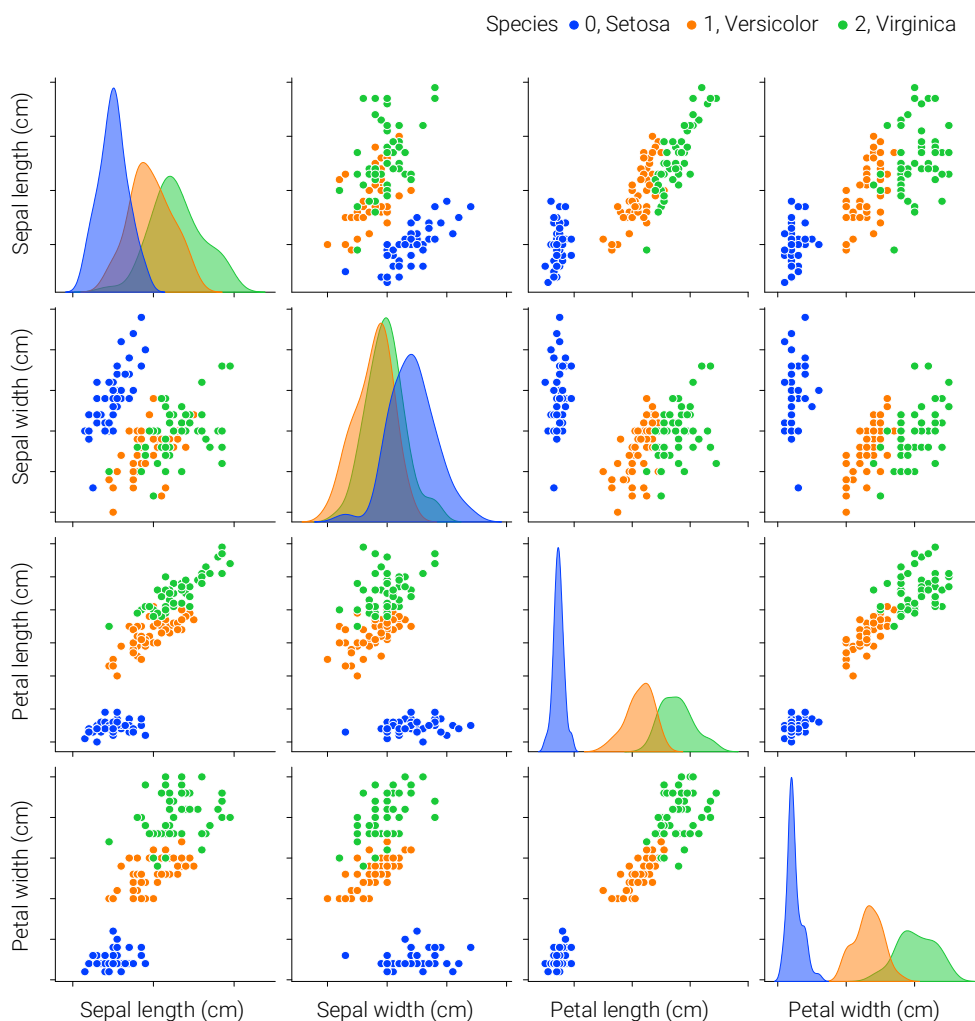 Species 0, Setosa 1, Versicolor 2, Virginica
Sepal length (cm)
Sepal width (cm)
Petal length (cm)
Petal width (cm)
Sepal length (cm) Sepal width (cm) Petal length (cm) Petal width (cm)